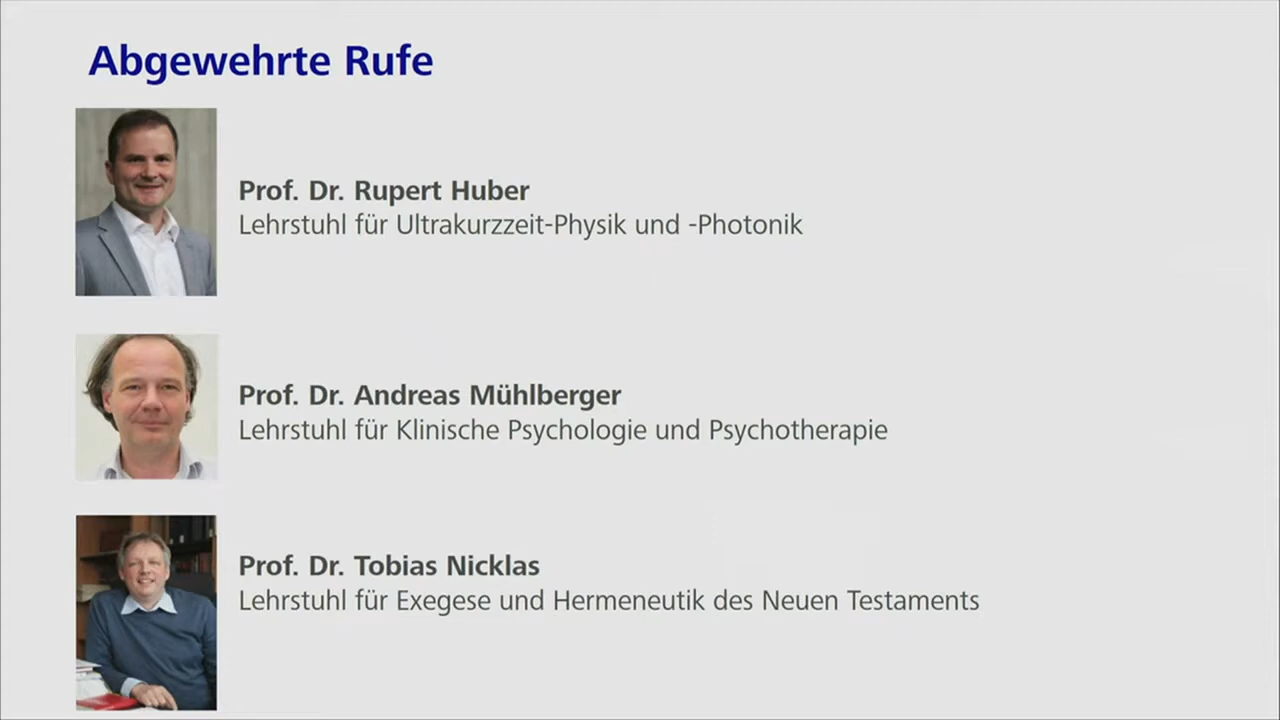 Abgewehrte Rufe
Prof. Dr. Rupert Huber
Lehrstuhl für Ultrakurzzeit-Physik und -Photonik
Prof. Dr. Andreas Mühlberger
Lehrstuhl für Klinische Psychologie und Psychotherapie
Prof. Dr. Tobias Nicklas
Lehrstuhl für Exegese und Hermeneutik des Neuen Testaments